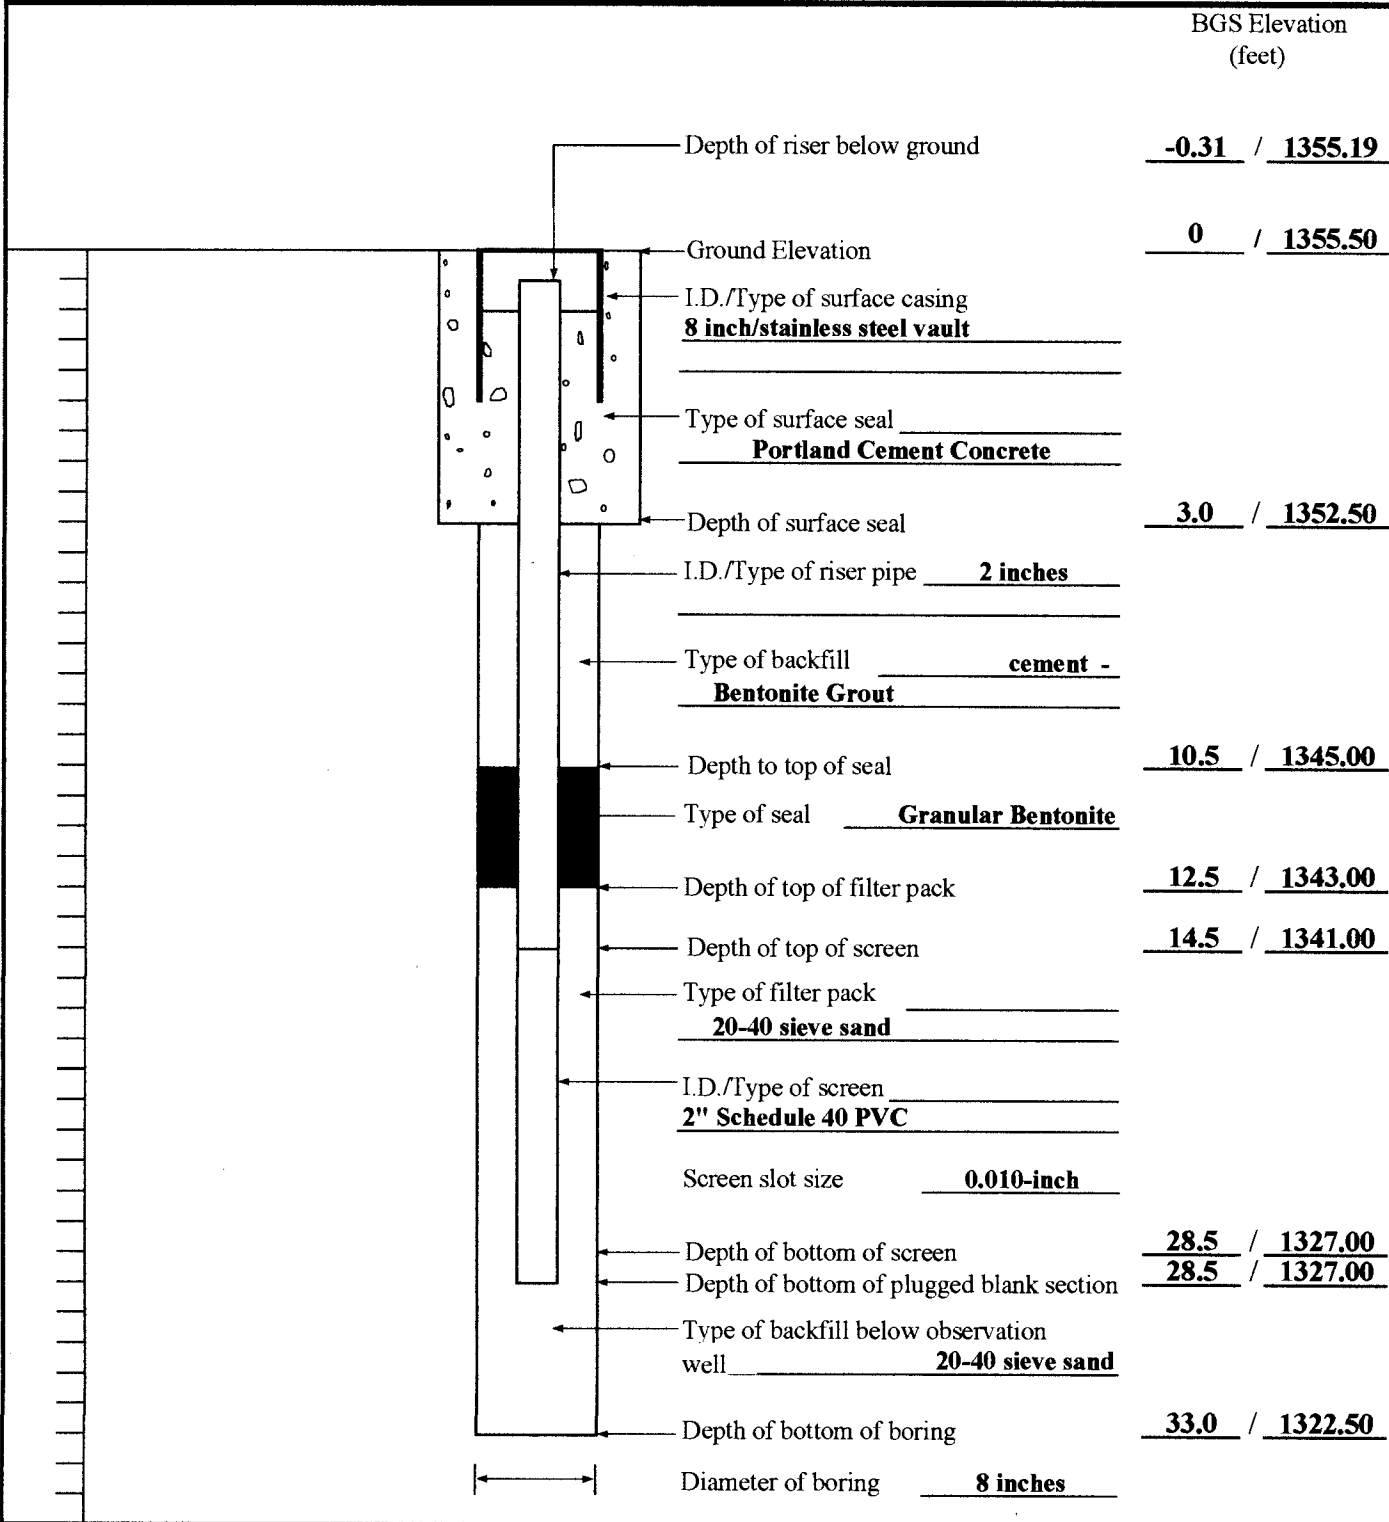 BGS Elevation
(feet)
Depth of riser below ground -0.31 / 1355.19
Ground Elevation 0 / 1355.50
I.D./Type of surface casing
8 inch/stainless steel vault
Type of surface seal
Portland Cement Concrete
Depth of surface seal 3.0 / 1352.50
I.D./Type of riser pipe 2 inches
Type of backfill cement -
Bentonite Grout
Depth to top of seal 10.5 / 1345.00
Type of seal Granular Bentonite
Depth of top of filter pack 12.5 / 1343.00
Depth of top of screen 14.5 / 1341.00
Type of filter pack
20-40 sieve sand
I.D./Type of screen
2" Schedule 40 PVC
Screen slot size 0.010-inch
Depth of bottom of screen 28.5 / 1327.00
Depth of bottom of plugged blank section 28.5 / 1327.00
Type of backfill below observation
well 20-40 sieve sand
Depth of bottom of boring 33.0 / 1322.50
Diameter of boring 8 inches